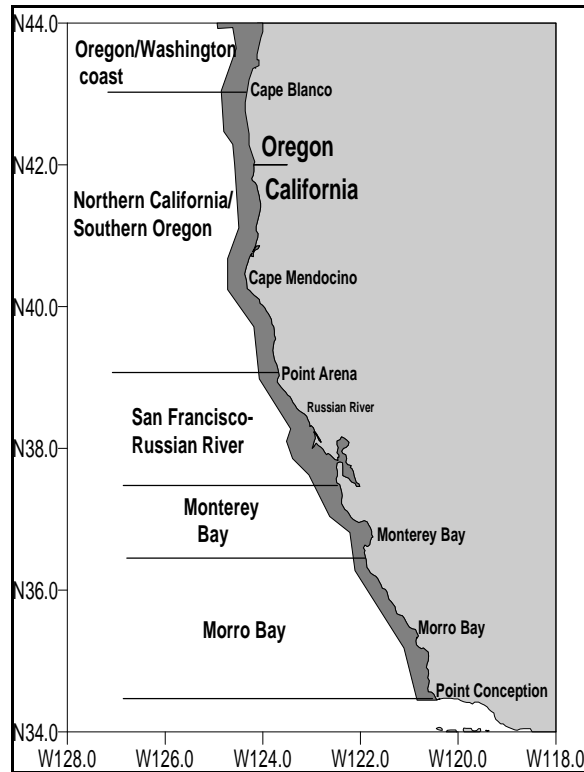 N44.0
Oregon/Washington
coast
Cape Blanco
N42.0
Oregon
California
Northern California/
Southern Oregon
Cape Mendocino
N40.0
Point Arena
Russian River
San Francisco-
Russian River
N38.0
Monterey
Bay
Monterey Bay
N36.0
Morro Bay
Morro Bay
Point Conception
N34.0
W128.0 W126.0 W124.0 W122.0 W120.0 W118.0